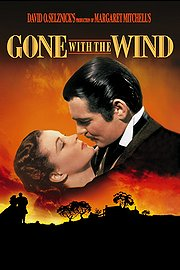 DAVID O. SELZNICK'S PRODUCTION OF MARGARET MITCHELL'S
GONE WITH THE WIND